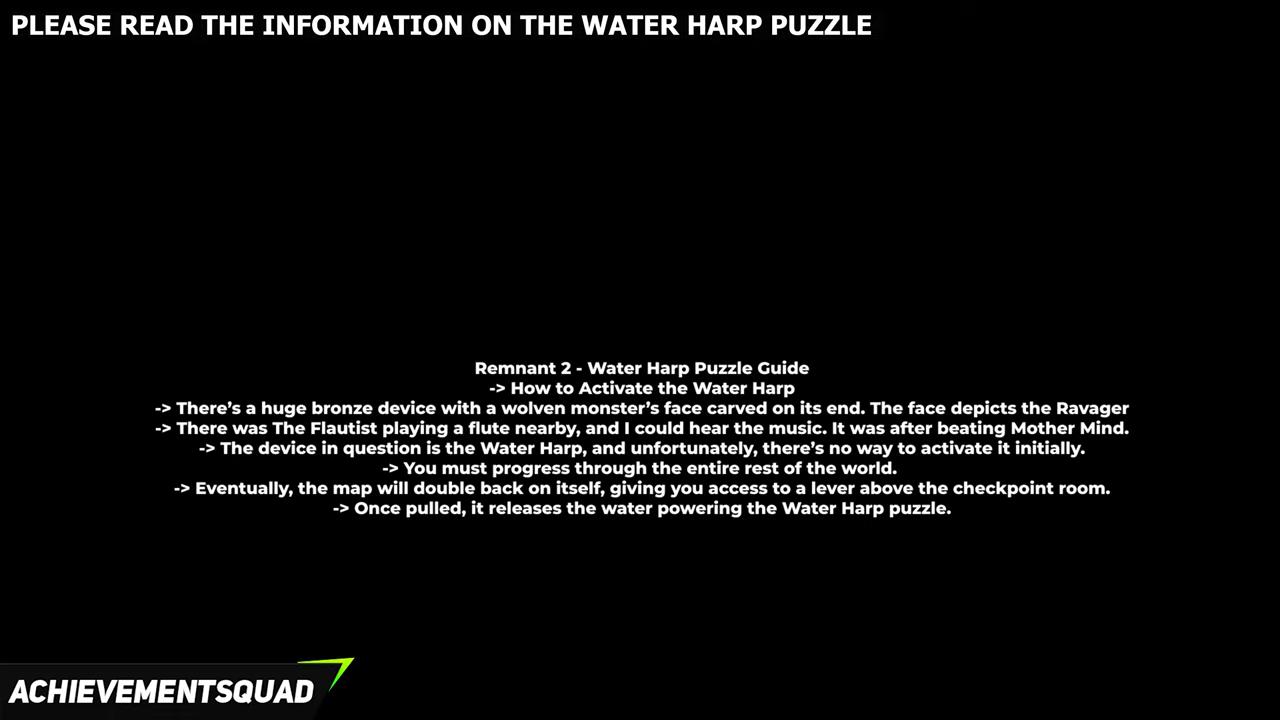 PLEASE READ THE INFORMATION ON THE WATER HARP PUZZLE
Remnant 2 - Water Harp Puzzle Guide
-> How to Activate the Water Harp
-> There’s a huge bronze device with a wolven monster’s face carved on its end. The face depicts the Ravager
-> There was The Flautist playing a flute nearby, and I could hear the music. It was after beating Mother Mind.
-> The device in question is the Water Harp, and unfortunately, there’s no way to activate it initially.
-> You must progress through the entire rest of the world.
-> Eventually, the map will double back on itself, giving you access to a lever above the checkpoint room.
-> Once pulled, it releases the water powering the Water Harp puzzle.
ACHIEVEMENTSQUAD